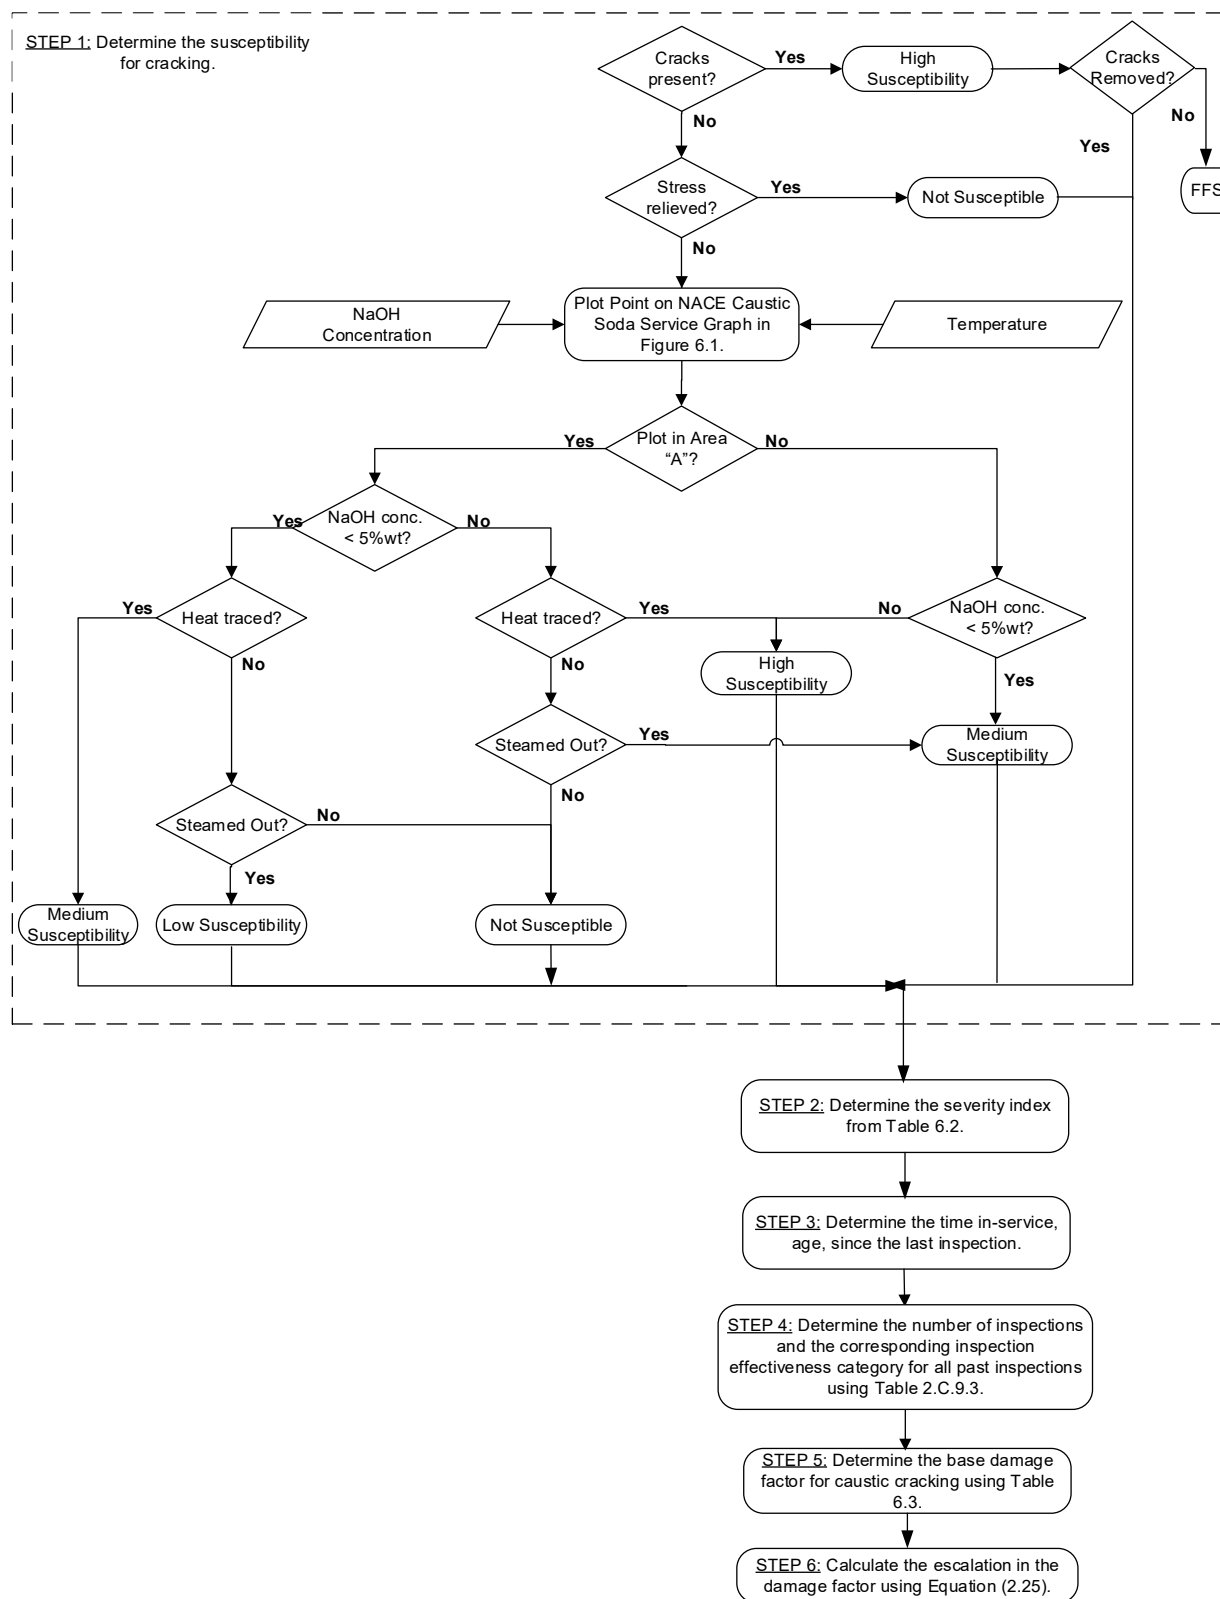 STEP 1: Determine the susceptibility
for cracking.
Cracks
present?
Yes
High
Susceptibility
Cracks
Removed?
No
No
Yes
Stress
relieved?
Yes
Not Susceptible
FFS
No
NaOH
Concentration
Plot Point on NACE Caustic
Soda Service Graph in
Figure 6.1.
Temperature
Plot in Area
“A”?
Yes
No
NaOH conc.
< 5%wt?
Yes
No
Heat traced?
Yes
No
Heat traced?
Yes
No
NaOH conc.
< 5%wt?
No
Yes
High
Susceptibility
Steamed Out?
Yes
No
Medium
Susceptibility
Steamed Out?
No
Yes
Medium
Susceptibility
Low Susceptibility
Not Susceptible
STEP 2: Determine the severity index
from Table 6.2.
STEP 3: Determine the time in-service,
age, since the last inspection.
STEP 4: Determine the number of inspections
and the corresponding inspection
effectiveness category for all past inspections
using Table 2.C.9.3.
STEP 5: Determine the base damage
factor for caustic cracking using Table
6.3.
STEP 6: Calculate the escalation in the
damage factor using Equation (2.25).